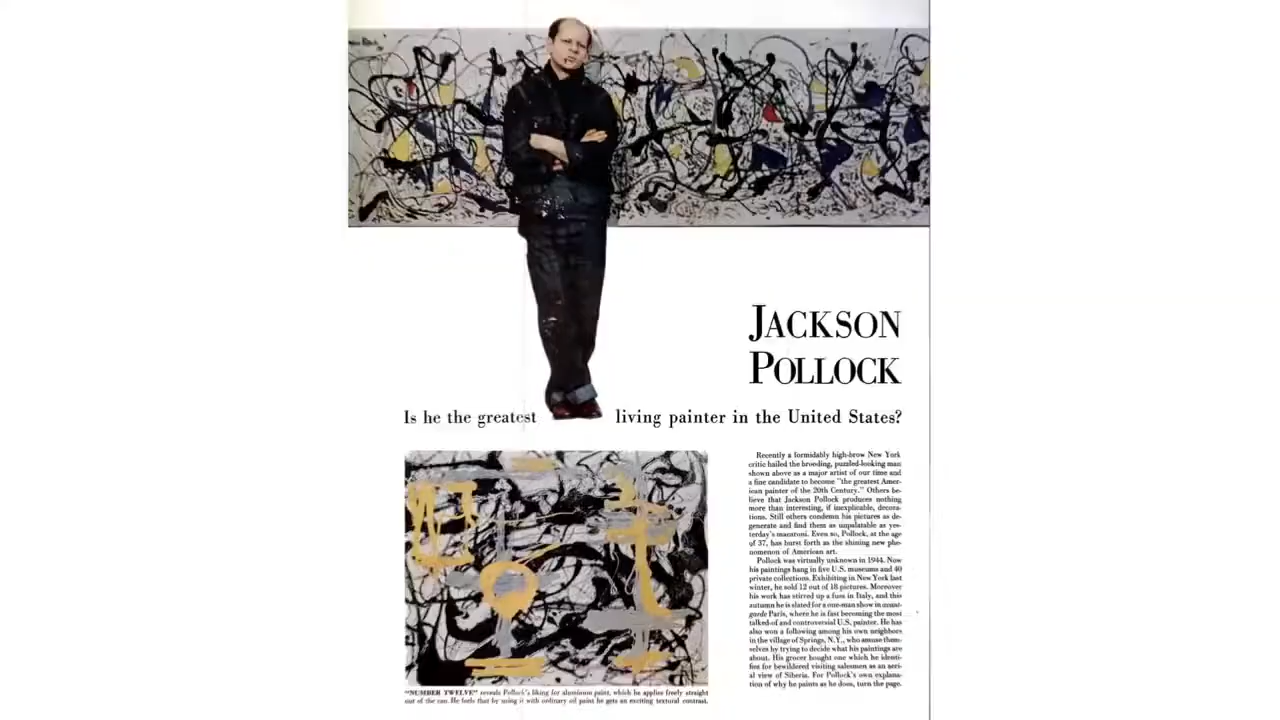 JACKSON
POLLOCK
Is he the greatest living painter in the United States?
Recently a formidably high-brow New York
critic hailed the brooding, puzzled-looking man
shown above as a major artist of our time and
a fine candidate to become "the greatest Amer-
ican painter of the 20th Century." Others be-
lieve that Jackson Pollock produces nothing
more than interesting, if inexplicable, decora-
tions. Still others condemn his pictures as de-
generate and find them as unpalatable as yes-
terday's macaroni. Even so, Pollock, at the age
of 37, has burst forth as the shining new phe-
nomenon of American art.
Pollock was virtually unknown in 1944. Now
his paintings hang in five U.S. museums and 40
private collections. Exhibiting in New York last
winter, he sold 12 out of 18 pictures. Moreover
his work has stirred up a fuss in Italy, and this
autumn he is slated for a one-man show in avant-
garde Paris, where he is fast becoming the most
talked-of and controversial U.S. painter. He has
also won a following among his own neighbors
in the village of Springs, N.Y., who amuse them-
selves by trying to decide what his paintings are
about. His grocer bought one which he identi-
fies for bewildered visiting salesmen as an aeri-
al view of Siberia. For Pollock's own explana-
tion of why he paints as he does, turn the page.
"NUMBER TWELVE" reveals Pollock's liking for aluminum paint, which he applies freely straight
out of the can. He feels that by using it with ordinary oil paint he gets an exciting textural contrast.